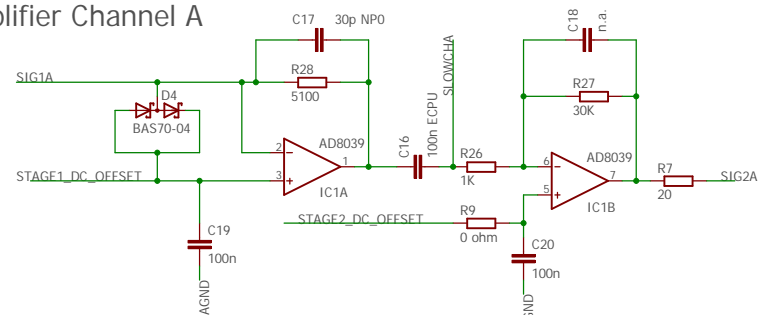 plifier Channel A
C17
30p NP0
C18
n.a.
SIG1A
R28
5100
SLOWCHA
R27
30K
D4
BAS70-04
2
AD8039
1
3
IC1A
C16
100n ECPU
R26
1K
6
AD8039
7
5
IC1B
R7
20
SIG2A
STAGE1_DC_OFFSET
STAGE2_DC_OFFSET
R9
0 ohm
C19
100n
AGND
C20
100n
GND